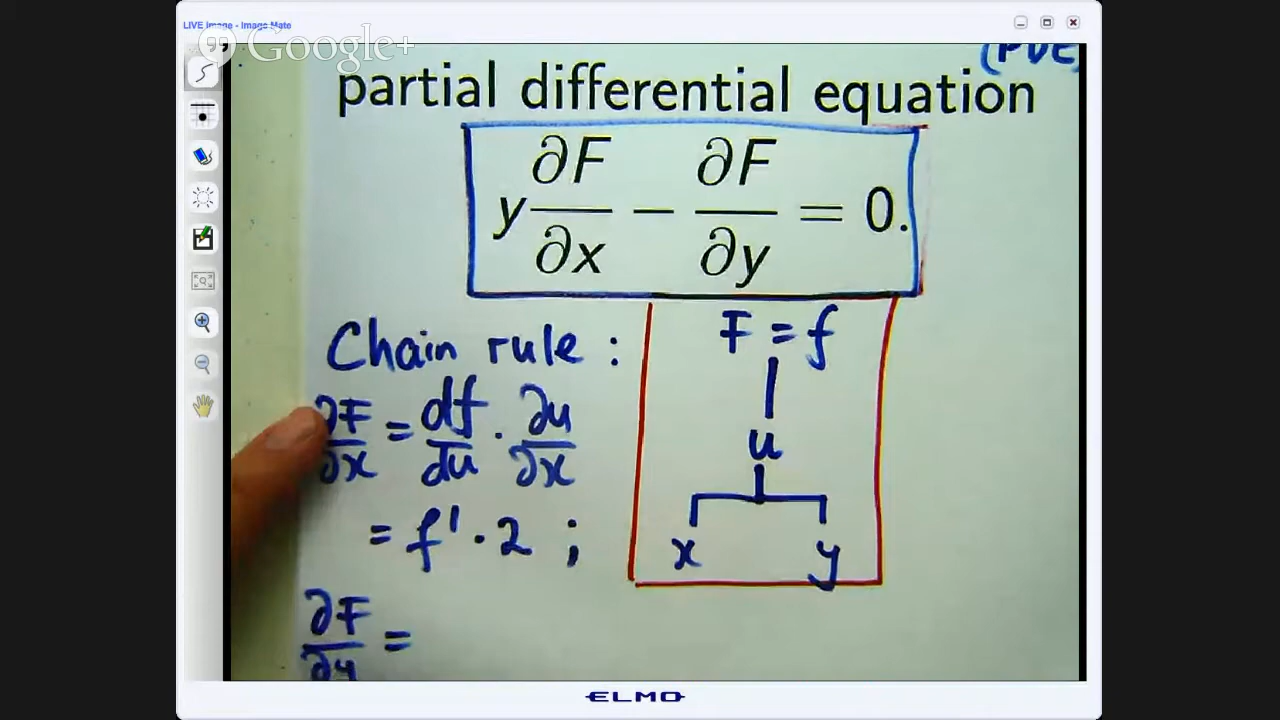 LIVE image - Image Mate
Google+
(PDE)
partial differential equation
y ∂F/∂x − ∂F/∂y = 0.
Chain rule :
F = f
u
x y
∂F/∂x = df/du · ∂u/∂x
= f' · 2 ;
∂F/∂y =
ELMO